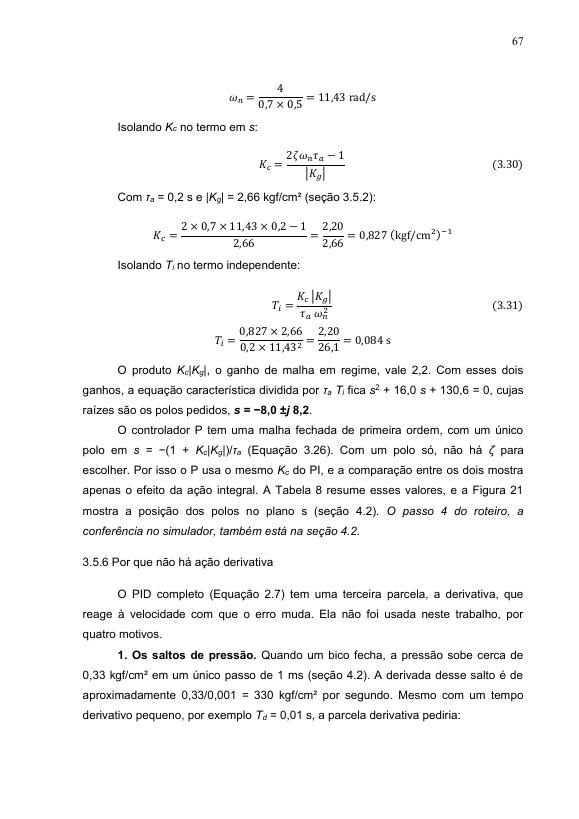 67
ωₙ = 4 / (0,7 × 0,5) = 11,43 rad/s
Isolando K꜀ no termo em s:
K꜀ = (2ζωₙτₐ − 1) / |K_g| (3.30)
Com τₐ = 0,2 s e |K_g| = 2,66 kgf/cm² (seção 3.5.2):
K꜀ = (2 × 0,7 × 11,43 × 0,2 − 1) / 2,66 = 2,20 / 2,66 = 0,827 (kgf/cm²)⁻¹
Isolando Tᵢ no termo independente:
Tᵢ = K꜀ |K_g| / (τₐ ωₙ²) (3.31)
Tᵢ = (0,827 × 2,66) / (0,2 × 11,43²) = 2,20 / 26,1 = 0,084 s
O produto K꜀|K_g|, o ganho de malha em regime, vale 2,2. Com esses dois
ganhos, a equação característica dividida por τₐ Tᵢ fica s² + 16,0 s + 130,6 = 0, cujas
raízes são os polos pedidos, s = −8,0 ±j 8,2.
O controlador P tem uma malha fechada de primeira ordem, com um único
polo em s = −(1 + K꜀|K_g|)/τₐ (Equação 3.26). Com um polo só, não há ζ para
escolher. Por isso o P usa o mesmo K꜀ do PI, e a comparação entre os dois mostra
apenas o efeito da ação integral. A Tabela 8 resume esses valores, e a Figura 21
mostra a posição dos polos no plano s (seção 4.2). O passo 4 do roteiro, a
conferência no simulador, também está na seção 4.2.
3.5.6 Por que não há ação derivativa
O PID completo (Equação 2.7) tem uma terceira parcela, a derivativa, que
reage à velocidade com que o erro muda. Ela não foi usada neste trabalho, por
quatro motivos.
1. Os saltos de pressão. Quando um bico fecha, a pressão sobe cerca de
0,33 kgf/cm² em um único passo de 1 ms (seção 4.2). A derivada desse salto é de
aproximadamente 0,33/0,001 = 330 kgf/cm² por segundo. Mesmo com um tempo
derivativo pequeno, por exemplo T_d = 0,01 s, a parcela derivativa pediria: